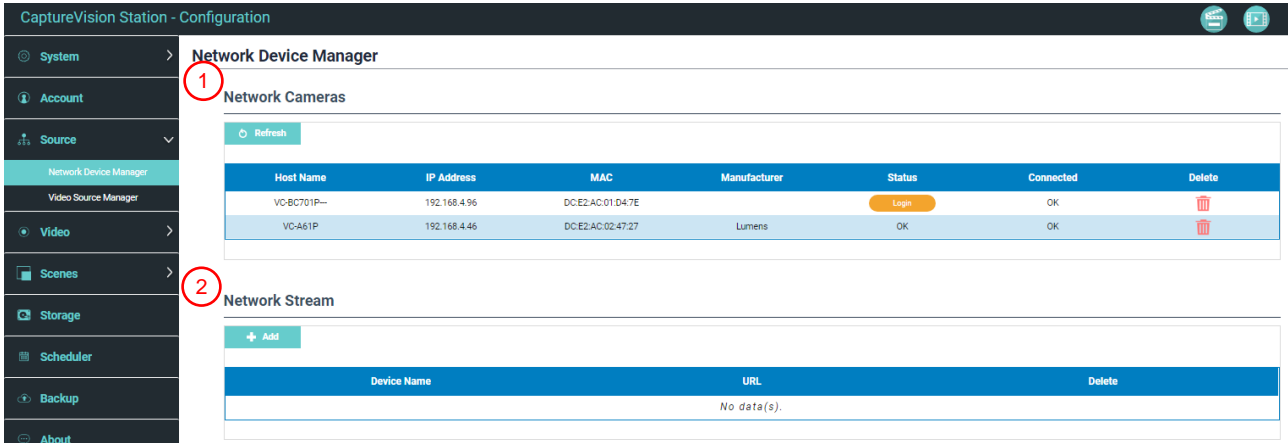 CaptureVision Station - Configuration
System
Account
Source
Network Device Manager
Video Source Manager
Video
Scenes
Storage
Scheduler
Backup
About
Network Device Manager
1
Network Cameras
Refresh
Host Name IP Address MAC Manufacturer Status Connected Delete
VC-BC701P--- 192.168.4.96 DC:E2:AC:01:D4:7E Login OK
VC-A61P 192.168.4.46 DC:E2:AC:02:47:27 Lumens OK OK
2
Network Stream
Add
Device Name URL Delete
No data(s).